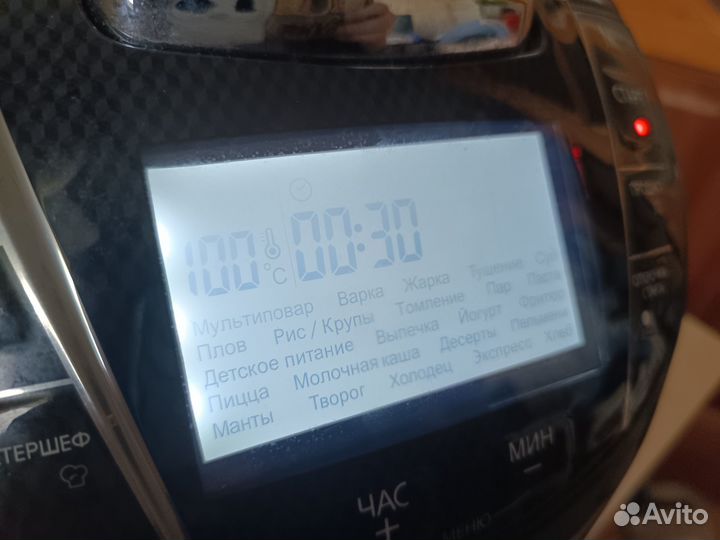 СТАРТ
100 °C 00:30
Мультиповар Варка Жарка Тушение Суп
Плов Рис / Крупы Томление Пар Паста
Детское питание Выпечка Йогурт Фритюр
Пицца Молочная каша Десерты Пельмени
Манты Творог Холодец Экспресс Хлеб
ТЕРШЕФ
ЧАС
+
МИН
–
МЕНЮ
Avito